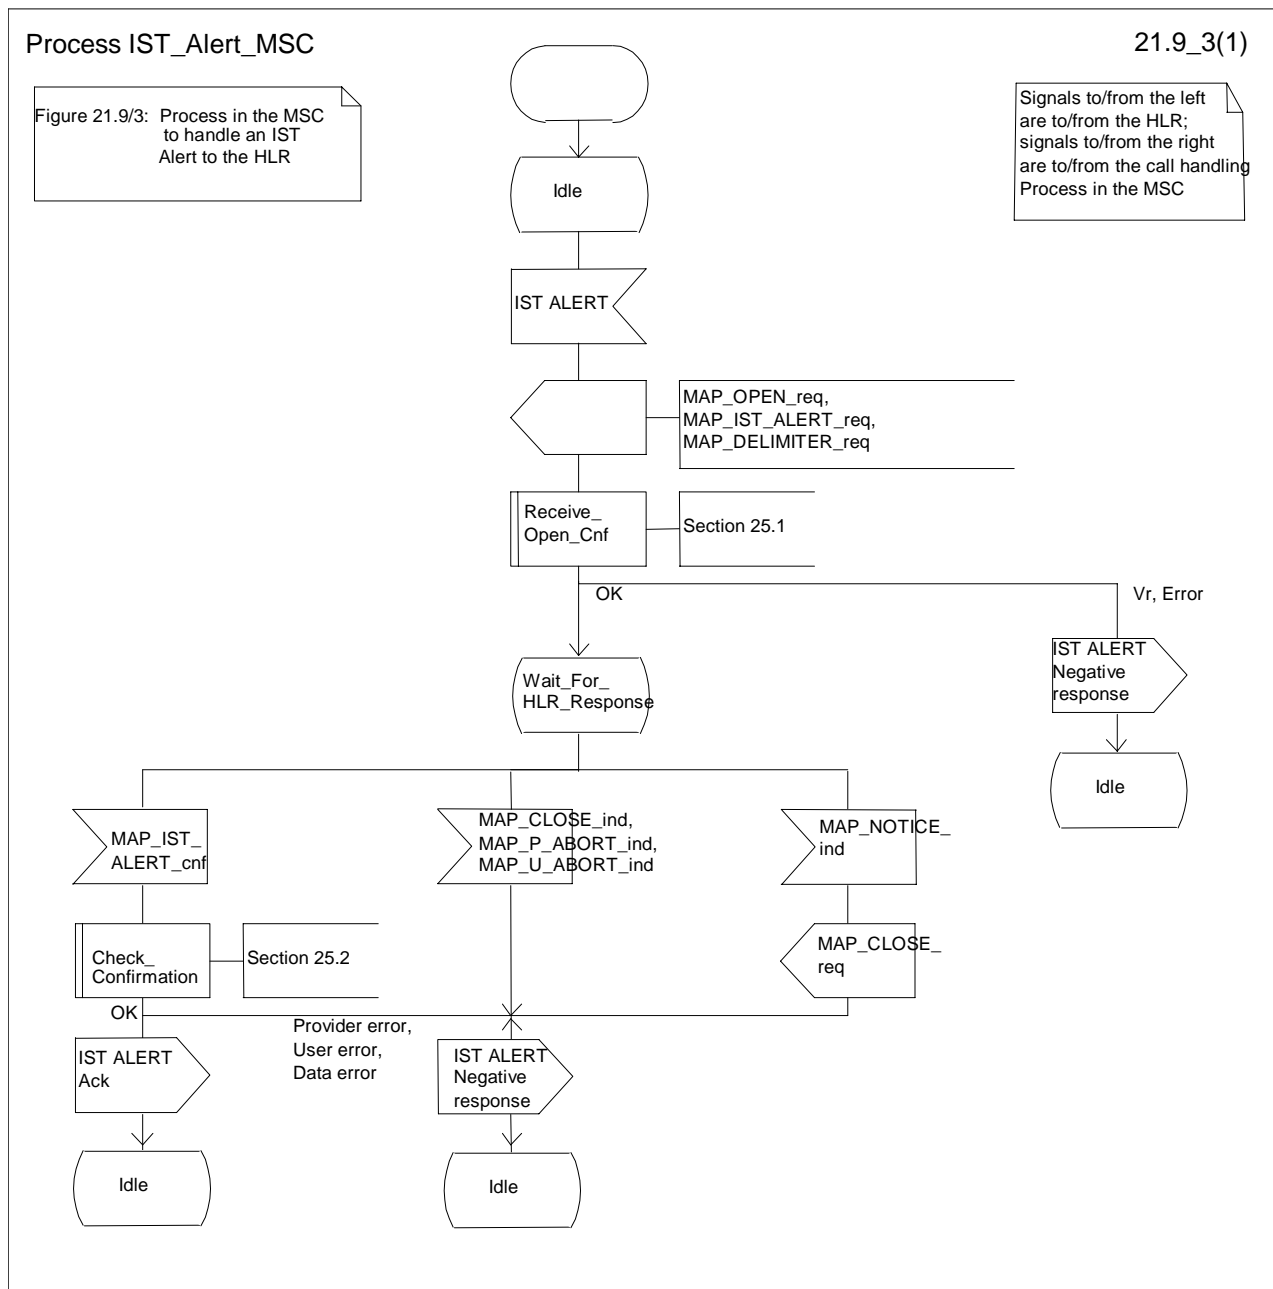 Process IST_Alert_MSC
21.9_3(1)
Figure 21.9/3: Process in the MSC
to handle an IST
Alert to the HLR
Signals to/from the left
are to/from the HLR;
signals to/from the right
are to/from the call handling
Process in the MSC
Idle
IST ALERT
MAP_OPEN_req,
MAP_IST_ALERT_req,
MAP_DELIMITER_req
Receive_
Open_Cnf
Section 25.1
OK
Vr, Error
IST ALERT
Negative
response
Idle
Wait_For_
HLR_Response
MAP_IST_
ALERT_cnf
MAP_CLOSE_ind,
MAP_P_ABORT_ind,
MAP_U_ABORT_ind
MAP_NOTICE_
ind
Check_
Confirmation
Section 25.2
MAP_CLOSE_
req
OK
Provider error,
User error,
Data error
IST ALERT
Ack
IST ALERT
Negative
response
Idle
Idle